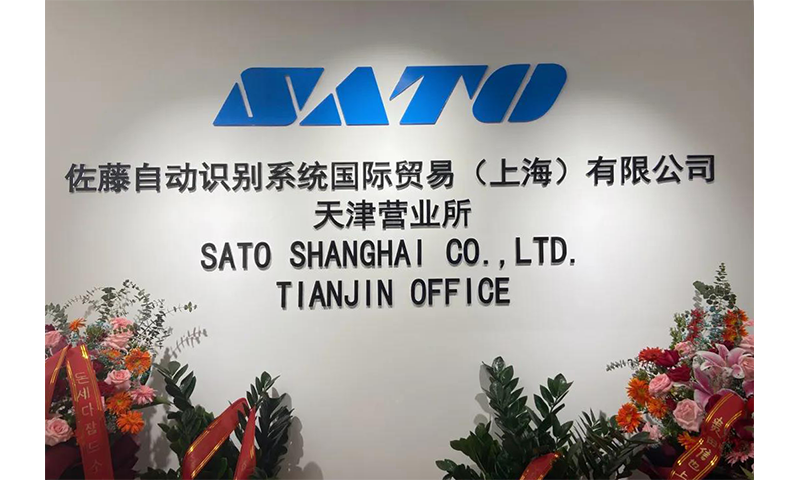 SATO
佐藤自动识别系统国际贸易（上海）有限公司
天津营业所
SATO SHANGHAI CO.,LTD.
TIANJIN OFFICE